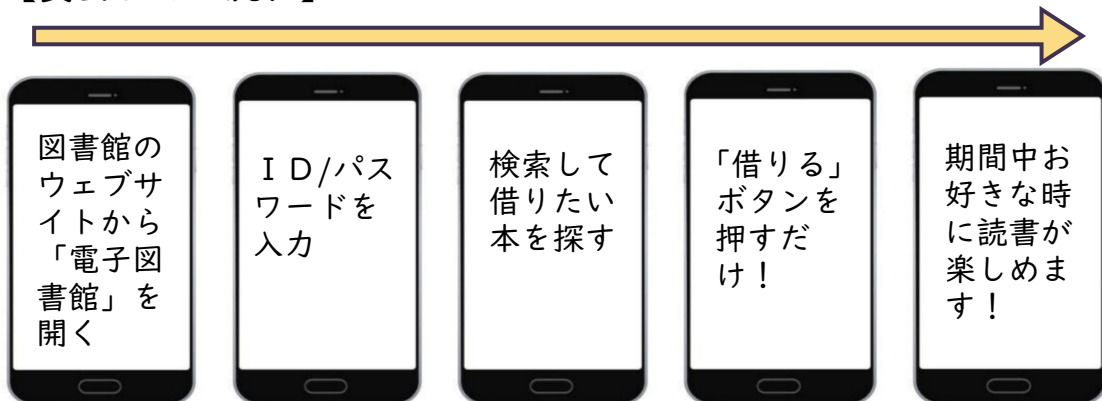 図書館の
ウェブサ
イトから
「電子図
書館」を
開く
ＩＤ/パス
ワードを
入力
検索して
借りたい
本を探す
「借りる」
ボタンを
押すだ
け！
期間中お
好きな時
に読書が
楽しめま
す！